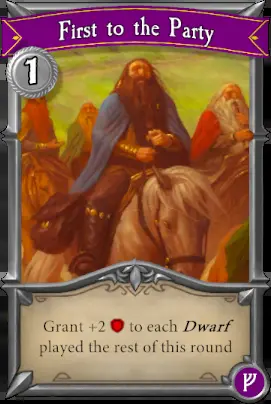 First to the Party
1
Grant +2 to each Dwarf
played the rest of this round
ᠠ